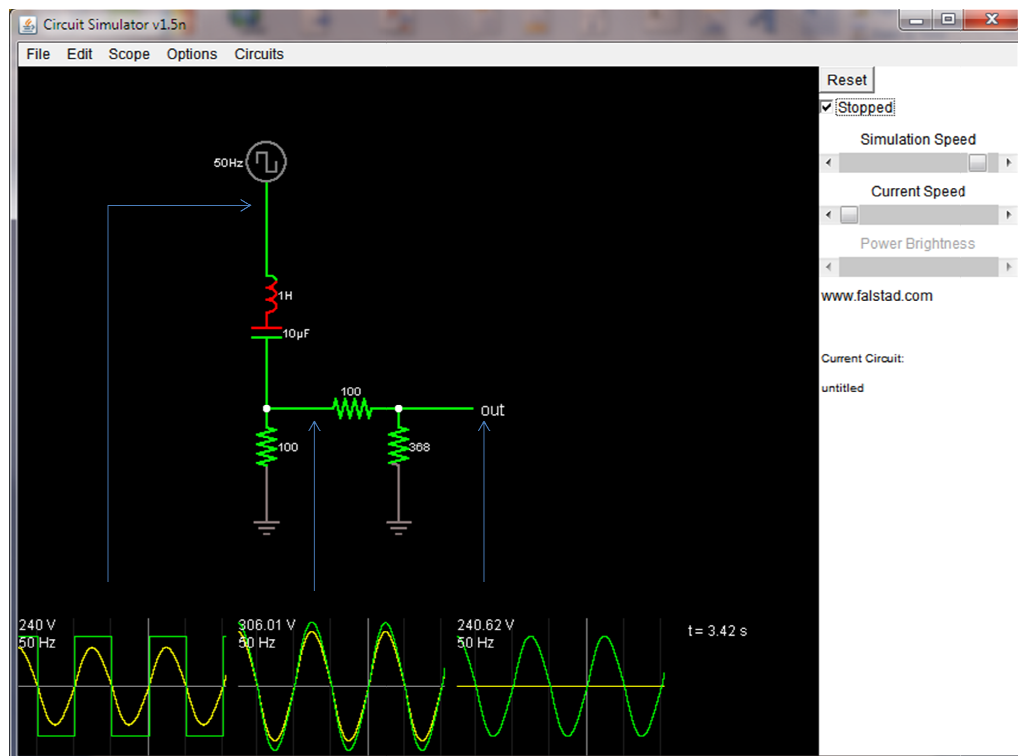 Circuit Simulator v1.5n
File Edit Scope Options Circuits
Reset
Stopped
Simulation Speed
Current Speed
Power Brightness
www.falstad.com
Current Circuit:
untitled
50Hz
1H
10µF
100
out
100
368
240 V
50 Hz
306.01 V
50 Hz
240.62 V
50 Hz
t = 3.42 s